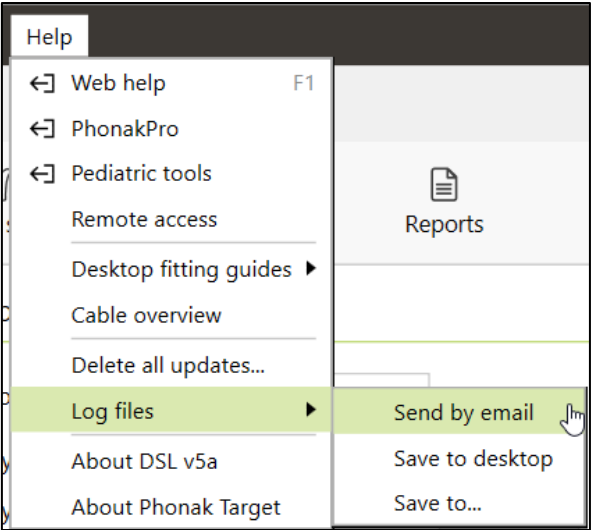 Help
Web help F1
PhonakPro
Pediatric tools
Remote access
Reports
Desktop fitting guides
Cable overview
Delete all updates...
Log files
Send by email
About DSL v5a
Save to desktop
About Phonak Target
Save to...